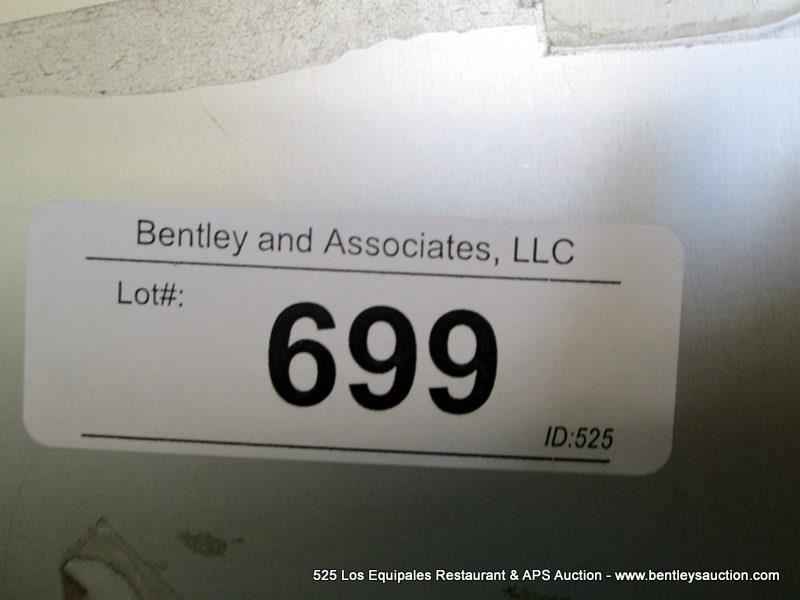 Bentley and Associates, LLC
Lot#:
699
ID:525
525 Los Equipales Restaurant & APS Auction - www.bentleysauction.com